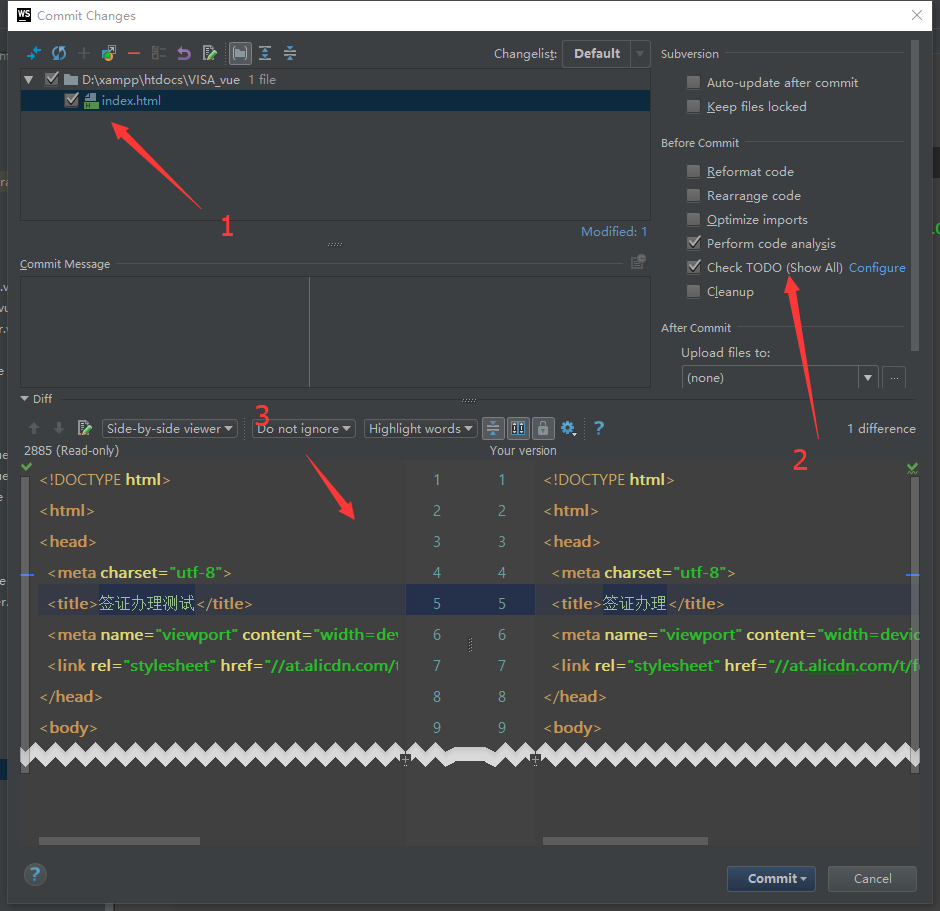 WS Commit Changes
Changelist: Default
D:\xampp\htdocs\VISA_vue 1 file
index.html
1
Modified: 1
Commit Message
Subversion
Auto-update after commit
Keep files locked
Before Commit
Reformat code
Rearrange code
Optimize imports
Perform code analysis
Check TODO (Show All) Configure
Cleanup
After Commit
Upload files to:
(none) ...
2
Diff
3
Side-by-side viewer Do not ignore Highlight words ? 1 difference
2885 (Read-only) Your version
<!DOCTYPE html> 1 1 <!DOCTYPE html>
<html> 2 2 <html>
<head> 3 3 <head>
<meta charset="utf-8"> 4 4 <meta charset="utf-8">
<title>签证办理测试</title> 5 5 <title>签证办理</title>
<meta name="viewport" content="width=dev 6 6 <meta name="viewport" content="width=devic
<link rel="stylesheet" href="//at.alicdn.com/t 7 7 <link rel="stylesheet" href="//at.alicdn.com/t/f
</head> 8 8 </head>
<body> 9 9 <body>
? Commit Cancel